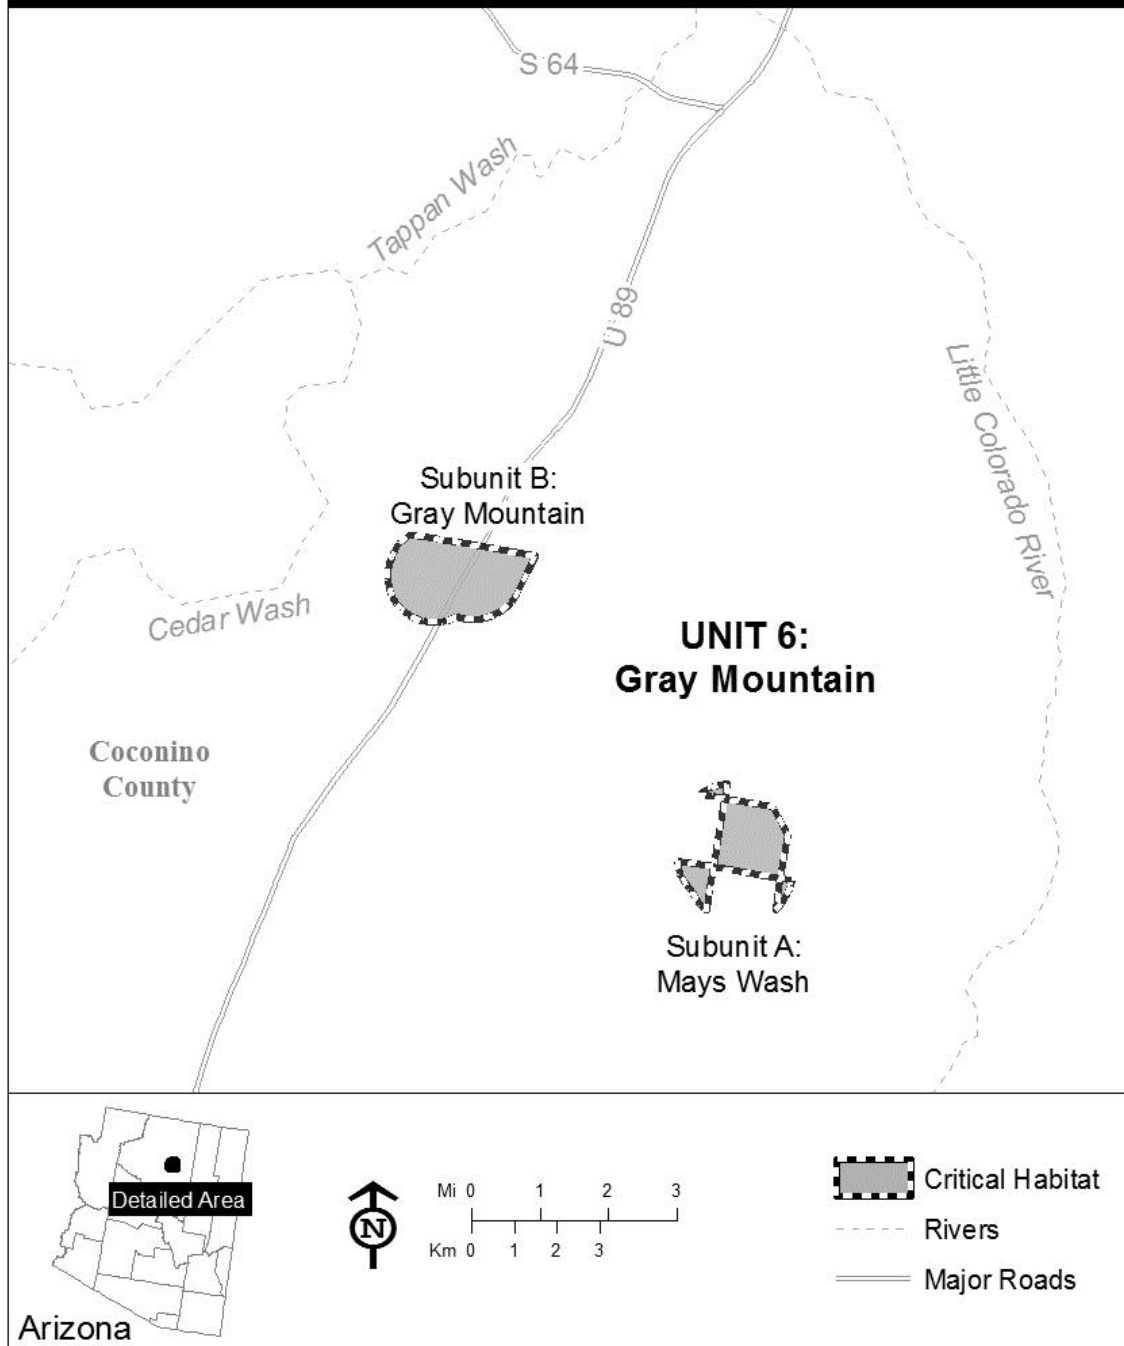 S 64
Tappan Wash
U 89
Little Colorado River
Subunit B:
Gray Mountain
Cedar Wash
UNIT 6:
Gray Mountain
Coconino
County
Subunit A:
Mays Wash
Detailed Area
Arizona
N
Mi 0 1 2 3
Km 0 1 2 3
Critical Habitat
Rivers
Major Roads